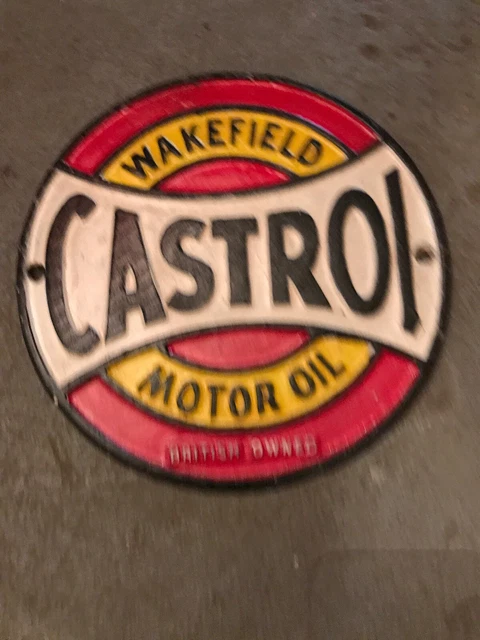 WAKEFIELD
CASTROL
MOTOR OIL
BRITISH OWNED